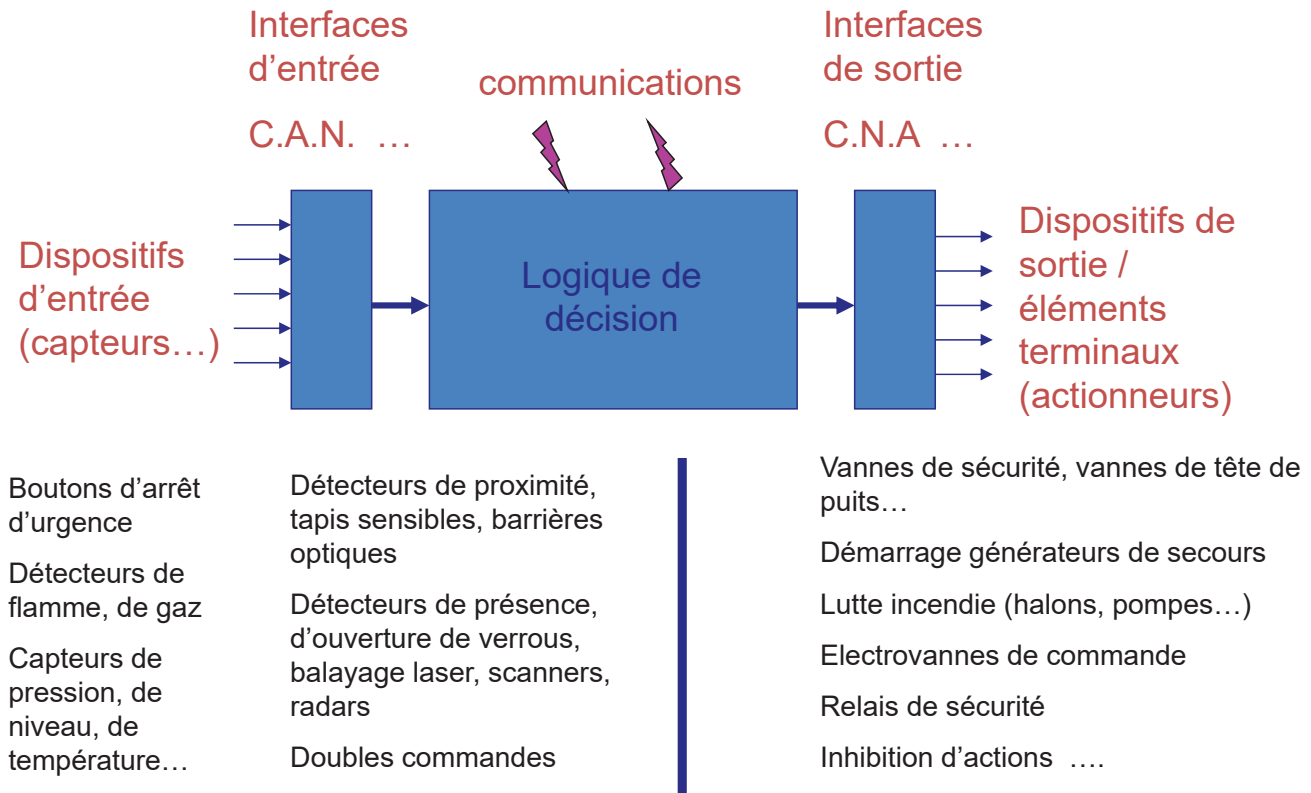 Interfaces
d’entrée
C.A.N. …
communications
Interfaces
de sortie
C.N.A …
Dispositifs
d’entrée
(capteurs…)
Logique de
décision
Dispositifs de
sortie /
éléments
terminaux
(actionneurs)
Boutons d’arrêt
d’urgence
Détecteurs de
flamme, de gaz
Capteurs de
pression, de
niveau, de
température…
Détecteurs de proximité,
tapis sensibles, barrières
optiques
Détecteurs de présence,
d’ouverture de verrous,
balayage laser, scanners,
radars
Doubles commandes
Vannes de sécurité, vannes de tête de
puits…
Démarrage générateurs de secours
Lutte incendie (halons, pompes…)
Electrovannes de commande
Relais de sécurité
Inhibition d’actions ….